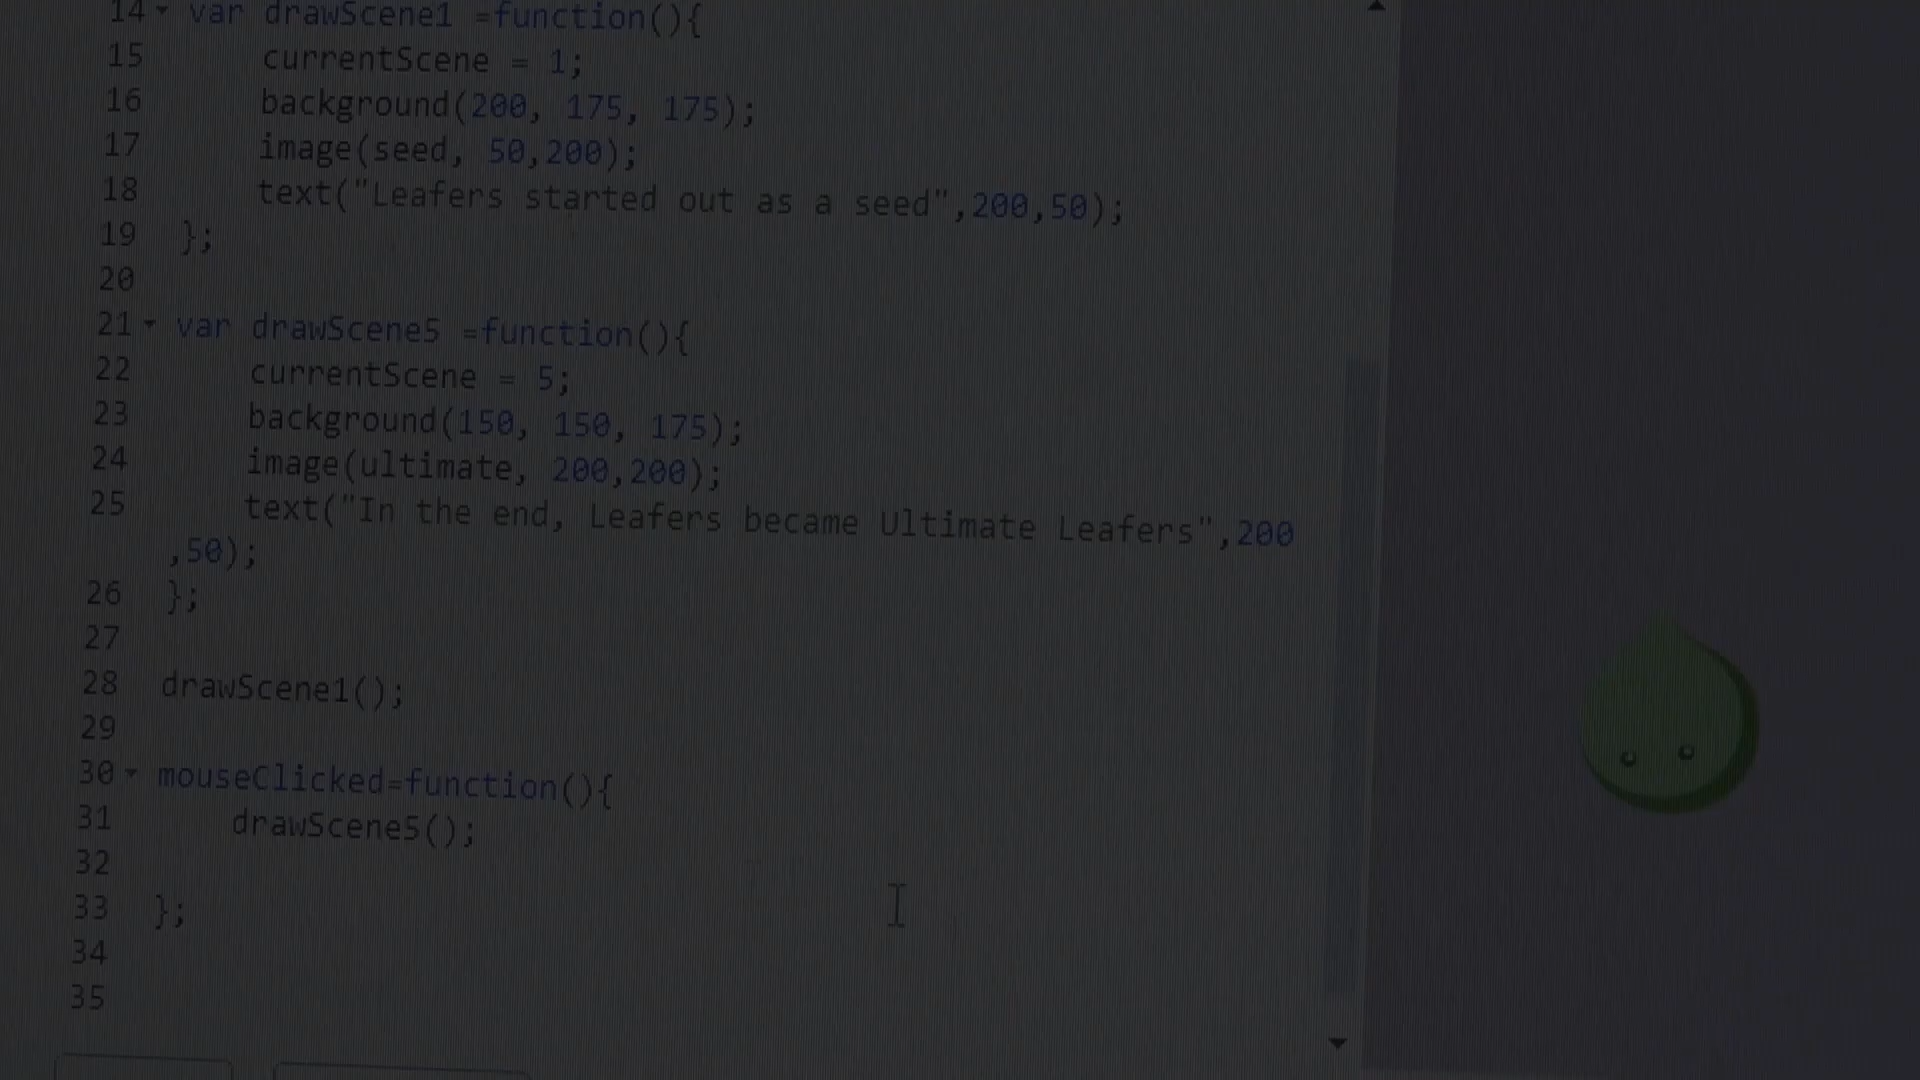 14 var drawScene1 =function(){
15 currentScene = 1;
16 background(200, 175, 175);
17 image(seed, 50,200);
18 text("Leafers started out as a seed",200,50);
19 };
20
21 var drawScene5 =function(){
22 currentScene = 5;
23 background(150, 150, 175);
24 image(ultimate, 200,200);
25 text("In the end, Leafers became Ultimate Leafers",200
,50);
26 };
27
28 drawScene1();
29
30 mouseClicked=function(){
31 drawScene5();
32
33 };
34
35